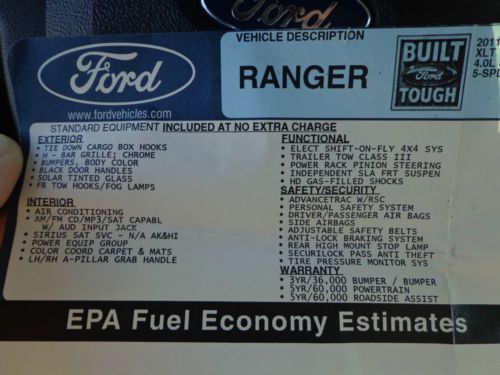 Ford
Ford
www.fordvehicles.com
VEHICLE DESCRIPTION
RANGER
BUILT
Ford
TOUGH
2011
XLT
4.0L
5-SPD
STANDARD EQUIPMENT INCLUDED AT NO EXTRA CHARGE
EXTERIOR
• TIE DOWN CARGO BOX HOOKS
• H - BAR GRILLE; CHROME
• BUMPERS, BODY COLOR
• BLACK DOOR HANDLES
• SOLAR TINTED GLASS
• FR TOW HOOKS/FOG LAMPS
INTERIOR
• AIR CONDITIONING
• AM/FM CD/MP3/SAT CAPABL
W/ AUD INPUT JACK
• SIRIUS SAT SVC - N/A AK&HI
• POWER EQUIP GROUP
• COLOR COORD CARPET & MATS
• LH/RH A-PILLAR GRAB HANDLE
FUNCTIONAL
• ELECT SHIFT-ON-FLY 4X4 SYS
• TRAILER TOW CLASS III
• POWER RACK PINION STEERING
• INDEPENDENT SLA FRT SUSPEN
• HD GAS-FILLED SHOCKS
SAFETY/SECURITY
• ADVANCETRAC W/RSC
• PERSONAL SAFETY SYSTEM
• DRIVER/PASSENGER AIR BAGS
• SIDE AIRBAGS
• ADJUSTABLE SAFETY BELTS
• ANTI-LOCK BRAKING SYSTEM
• REAR HIGH MOUNT STOP LAMP
• SECURILOCK PASS ANTI THEFT
• TIRE PRESSURE MONITOR SYS
WARRANTY
• 3YR/36,000 BUMPER / BUMPER
• 5YR/60,000 POWERTRAIN
• 5YR/60,000 ROADSIDE ASSIST
EPA Fuel Economy Estimates